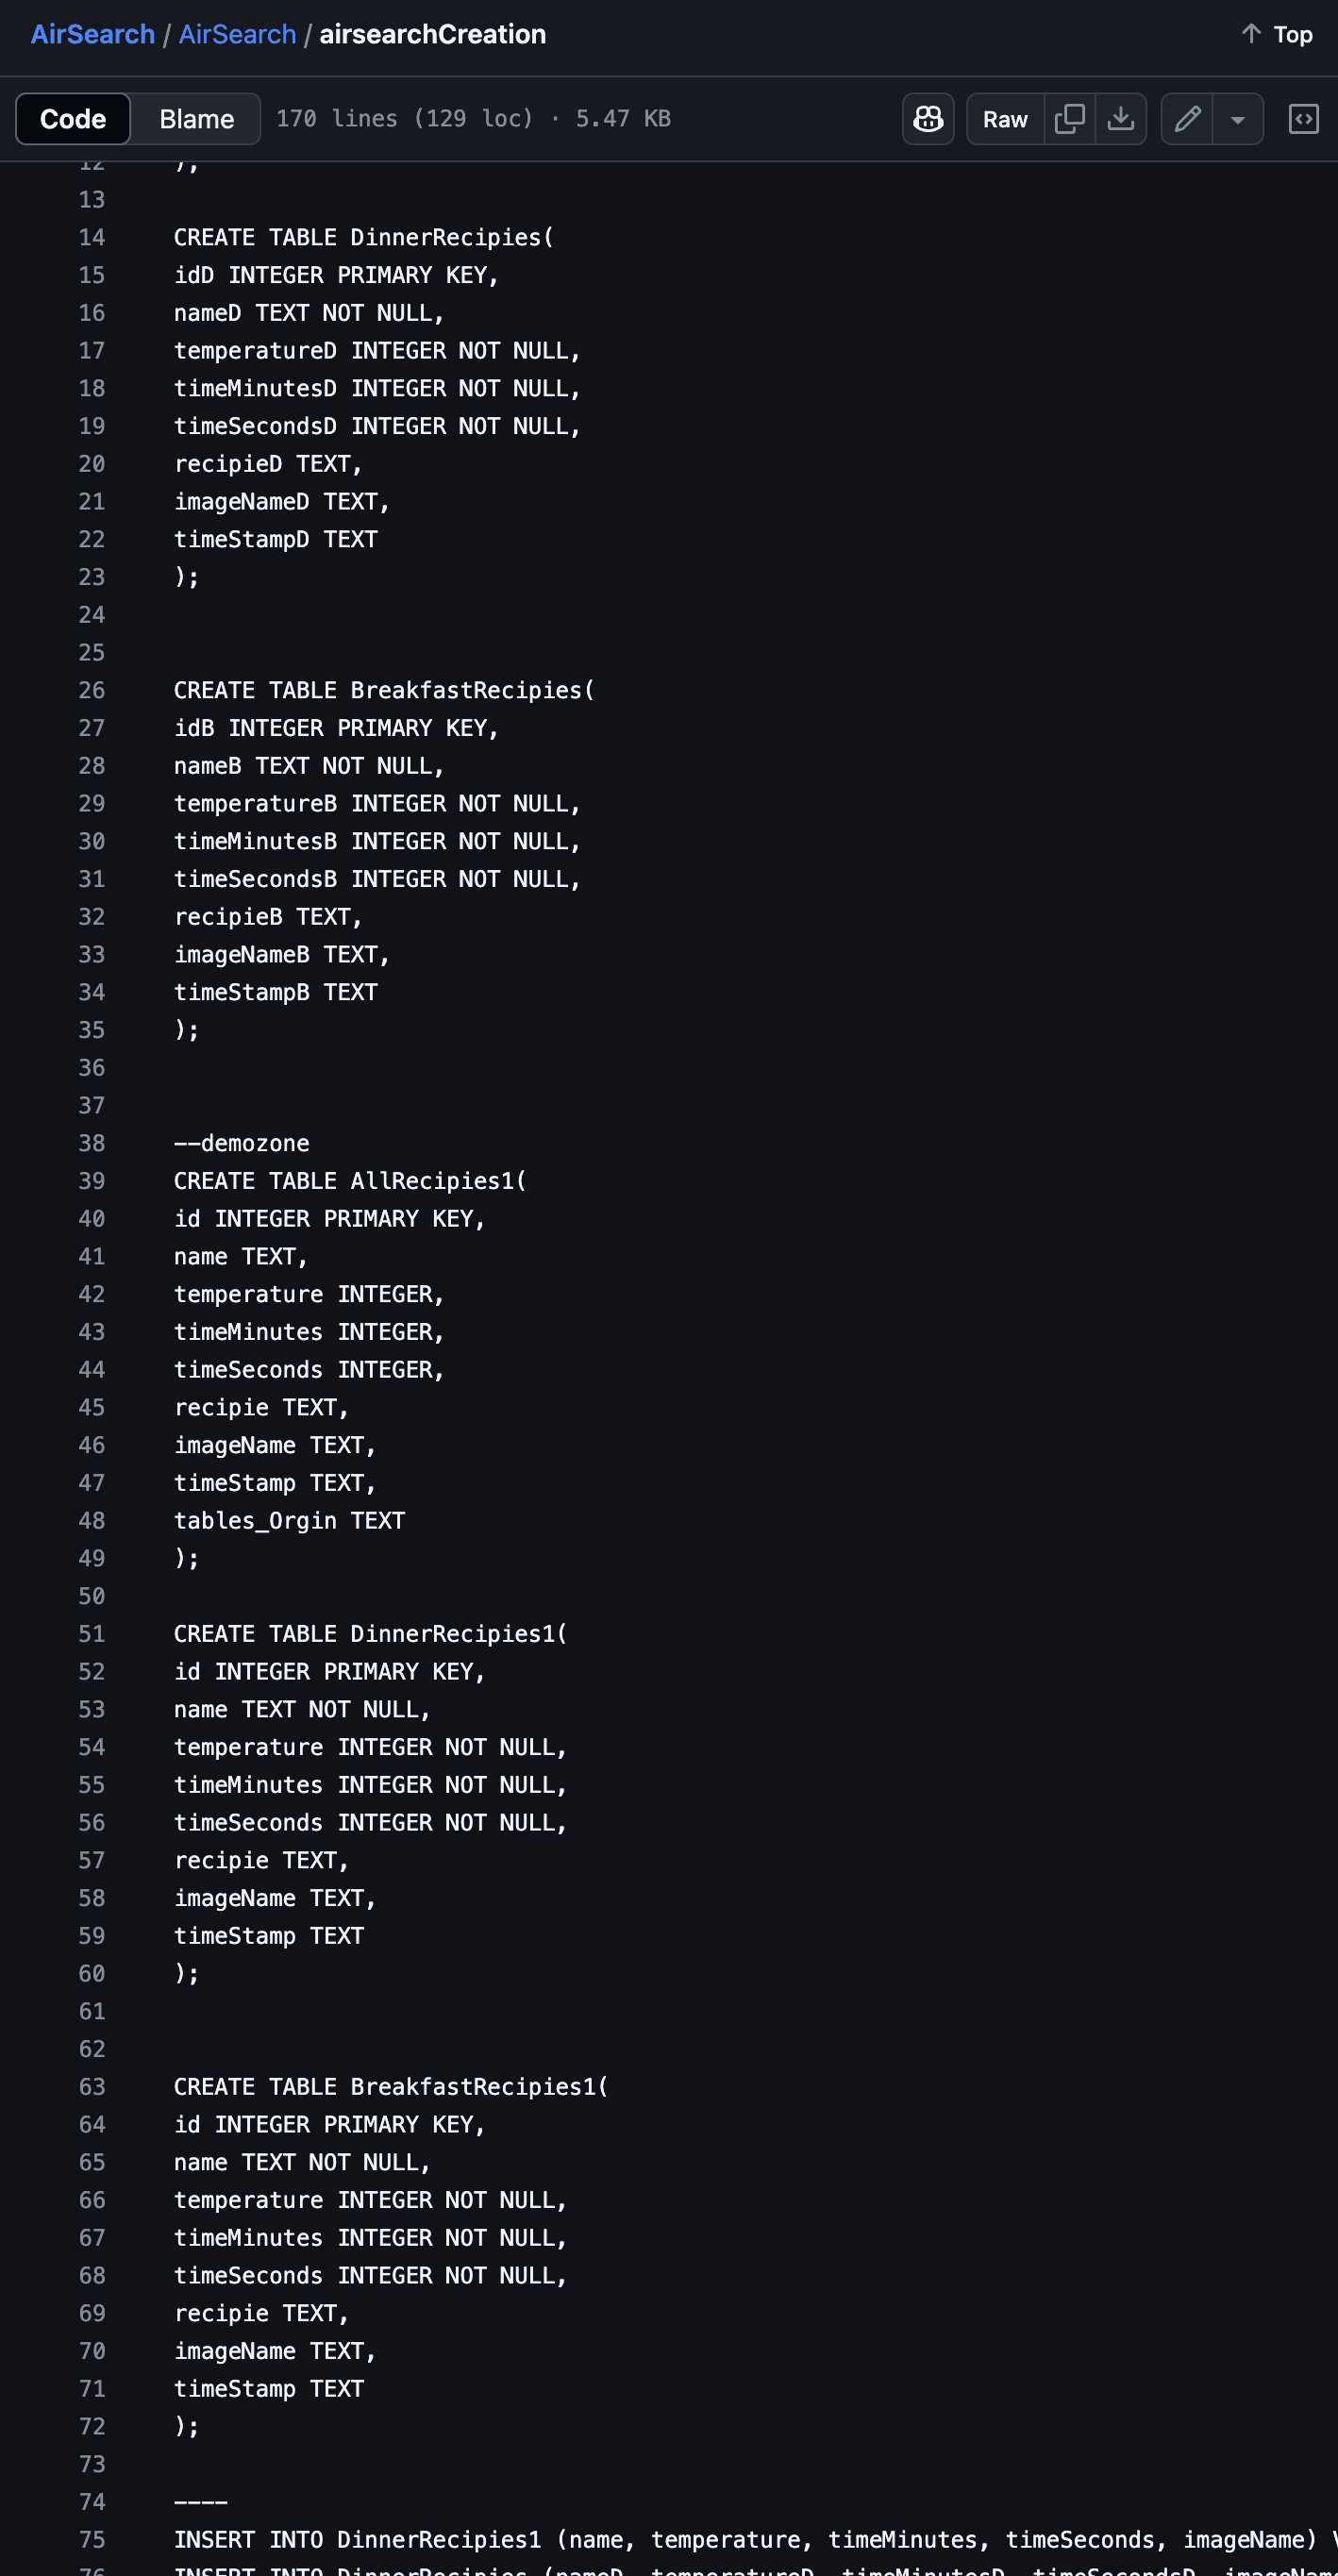 AirSearch / AirSearch / airsearchCreation
Top
Code Blame 170 lines (129 loc) · 5.47 KB
Raw
12 );
13
14 CREATE TABLE DinnerRecipies(
15 idD INTEGER PRIMARY KEY,
16 nameD TEXT NOT NULL,
17 temperatureD INTEGER NOT NULL,
18 timeMinutesD INTEGER NOT NULL,
19 timeSecondsD INTEGER NOT NULL,
20 recipieD TEXT,
21 imageNameD TEXT,
22 timeStampD TEXT
23 );
24
25
26 CREATE TABLE BreakfastRecipies(
27 idB INTEGER PRIMARY KEY,
28 nameB TEXT NOT NULL,
29 temperatureB INTEGER NOT NULL,
30 timeMinutesB INTEGER NOT NULL,
31 timeSecondsB INTEGER NOT NULL,
32 recipieB TEXT,
33 imageNameB TEXT,
34 timeStampB TEXT
35 );
36
37
38 --demozone
39 CREATE TABLE AllRecipies1(
40 id INTEGER PRIMARY KEY,
41 name TEXT,
42 temperature INTEGER,
43 timeMinutes INTEGER,
44 timeSeconds INTEGER,
45 recipie TEXT,
46 imageName TEXT,
47 timeStamp TEXT,
48 tables_Orgin TEXT
49 );
50
51 CREATE TABLE DinnerRecipies1(
52 id INTEGER PRIMARY KEY,
53 name TEXT NOT NULL,
54 temperature INTEGER NOT NULL,
55 timeMinutes INTEGER NOT NULL,
56 timeSeconds INTEGER NOT NULL,
57 recipie TEXT,
58 imageName TEXT,
59 timeStamp TEXT
60 );
61
62
63 CREATE TABLE BreakfastRecipies1(
64 id INTEGER PRIMARY KEY,
65 name TEXT NOT NULL,
66 temperature INTEGER NOT NULL,
67 timeMinutes INTEGER NOT NULL,
68 timeSeconds INTEGER NOT NULL,
69 recipie TEXT,
70 imageName TEXT,
71 timeStamp TEXT
72 );
73
74 ----
75 INSERT INTO DinnerRecipies1 (name, temperature, timeMinutes, timeSeconds, imageName)
76 INSERT INTO DinnerRecipies (nameD, temperatureD, timeMinutesD, timeSecondsD,